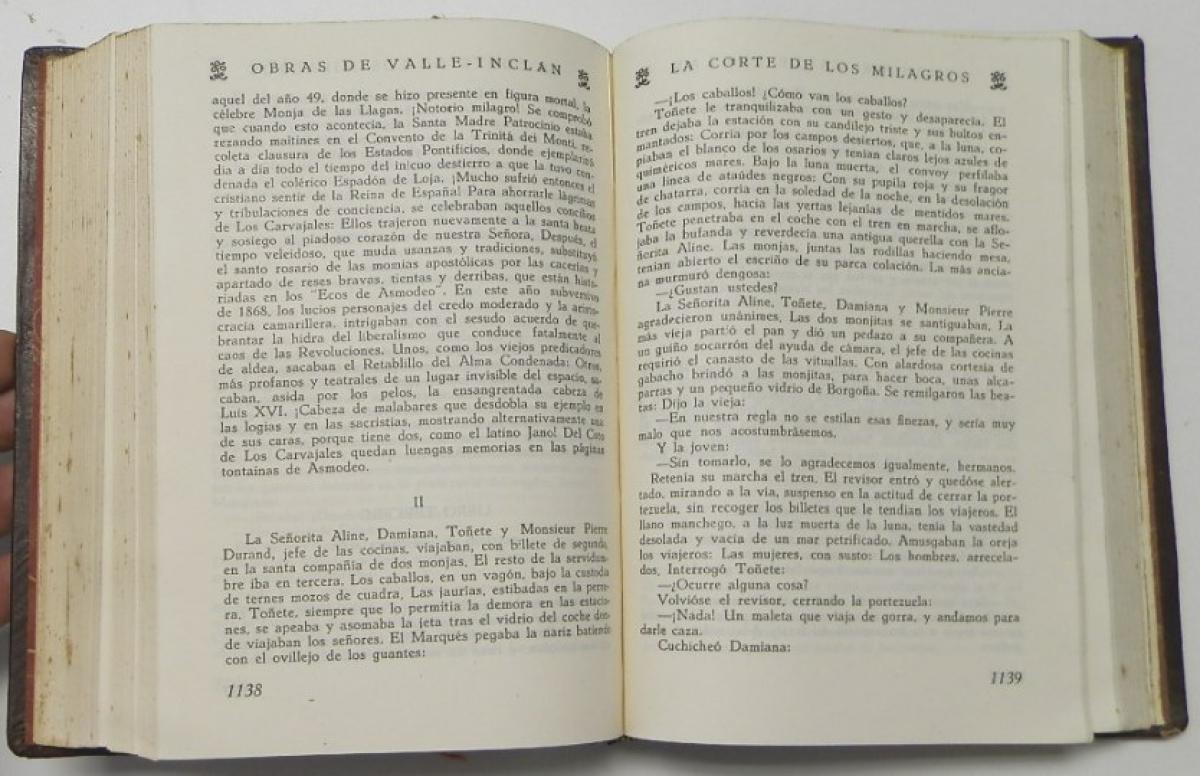 OBRAS DE VALLE-INCLAN
aquel del año 49, donde se hizo presente en figura mortal, la
célebre Monja de las Llagas. ¡Notorio milagro! Se comprobó
que cuando esto acontecía, la Santa Madre Patrocinio estaba
rezando maitines en el Convento de la Trinitá dei Monti, re-
coleta clausura de los Estados Pontificios, donde ejemplarizó
día a día todo el tiempo del inicuo destierro a que la tuvo con-
denada el colérico Espadón de Loja. ¡Mucho sufrió entonces el
cristiano sentir de la Reina de España! Para ahorrarle lágrimas
y tribulaciones de conciencia, se celebraban aquellos concilios
de Los Carvajales: Ellos trajeron nuevamente a la santa beata
y sosiego al piadoso corazón de nuestra Señora. Después, el
tiempo veleidoso, que muda usanzas y tradiciones, substituyó
el santo rosario de las momias apostólicas por las cacerías y
apartado de reses bravas, tientas y derribas, que están histo-
riadas en los "Ecos de Asmodeo". En este año subversivo
de 1868, los lucios personajes del credo moderado y la aristo-
cracia camarillera, intrigaban con el sesudo acuerdo de que-
brantar la hidra del liberalismo que conduce fatalmente al
caos de las Revoluciones. Unos, como los viejos predicadores
de aldea, sacaban el Retablillo del Alma Condenada: Otros,
más profanos y teatrales de un lugar invisible del espacio, sa-
caban, asida por los pelos, la ensangrentada cabeza de
Luis XVI. ¡Cabeza de malabares que desdobla su ejemplo en
las logias y en las sacristías, mostrando alternativamente una
de sus caras, porque tiene dos, como el latino Jano! Del Coto
de Los Carvajales quedan luengas memorias en las páginas
tontainas de Asmodeo.
II
La Señorita Aline, Damiana, Toñete y Monsieur Pierre
Durand, jefe de las cocinas, viajaban, con billete de segunda,
en la santa compañía de dos monjas. El resto de la servidum-
bre iba en tercera. Los caballos, en un vagón, bajo la custodia
de ternes mozos de cuadra. Las jaurías, estibadas en la perre-
ra. Toñete, siempre que lo permitía la demora en las estacio-
nes, se apeaba y asomaba la jeta tras el vidrio del coche don-
de viajaban los señores. El Marqués pegaba la nariz batiendo
con el ovillejo de los guantes:
1138
LA CORTE DE LOS MILAGROS
—¡Los caballos! ¿Cómo van los caballos?
Toñete le tranquilizaba con un gesto y desaparecía. El
tren dejaba la estación con su candilejo triste y sus bultos en-
mantados: Corría por los campos desiertos, que, a la luna, co-
piaban el blanco de los osarios y tenían claros lejos azules de
quiméricos mares. Bajo la luna muerta, el convoy perfilaba
una línea de ataúdes negros: Con su pupila roja y su fragor
de chatarra, corría en la soledad de la noche, en la desolación
de los campos, hacia las yertas lejanías de mentidos mares.
Toñete penetraba en el coche con el tren en marcha, se aflo-
jaba la bufanda y reverdecía una antigua querella con la Se-
ñorita Aline. Las monjas, juntas las rodillas haciendo mesa,
tenían abierto el escriño de su parca colación. La más ancia-
na murmuró dengosa:
—¿Gustan ustedes?
La Señorita Aline, Toñete, Damiana y Monsieur Pierre
agradecieron unánimes. Las dos monjitas se santiguaban. La
más vieja partió el pan y dió un pedazo a su compañera. A
un guiño socarrón del ayuda de cámara, el jefe de las cocinas
requirió el canasto de las vituallas. Con alardosa cortesía de
gabacho brindó a las monjitas, para hacer boca, unas alca-
parras y un pequeño vidrio de Borgoña. Se remilgaron las bea-
tas: Dijo la vieja:
—En nuestra regla no se estilan esas finezas, y sería muy
malo que nos acostumbrásemos.
Y la joven:
—Sin tomarlo, se lo agradecemos igualmente, hermanos.
Retenía su marcha el tren. El revisor entró y quedóse aler-
tado, mirando a la vía, suspenso en la actitud de cerrar la por-
tezuela, sin recoger los billetes que le tendían los viajeros. El
llano manchego, a la luz muerta de la luna, tenía la vastedad
desolada y vacía de un mar petrificado. Amusgaban la oreja
los viajeros: Las mujeres, con susto: Los hombres, arrecela-
dos. Interrogó Toñete:
—¿Ocurre alguna cosa?
Volvióse el revisor, cerrando la portezuela:
—¡Nada! Un maleta que viaja de gorra, y andamos para
darle caza.
Cuchicheó Damiana:
1139